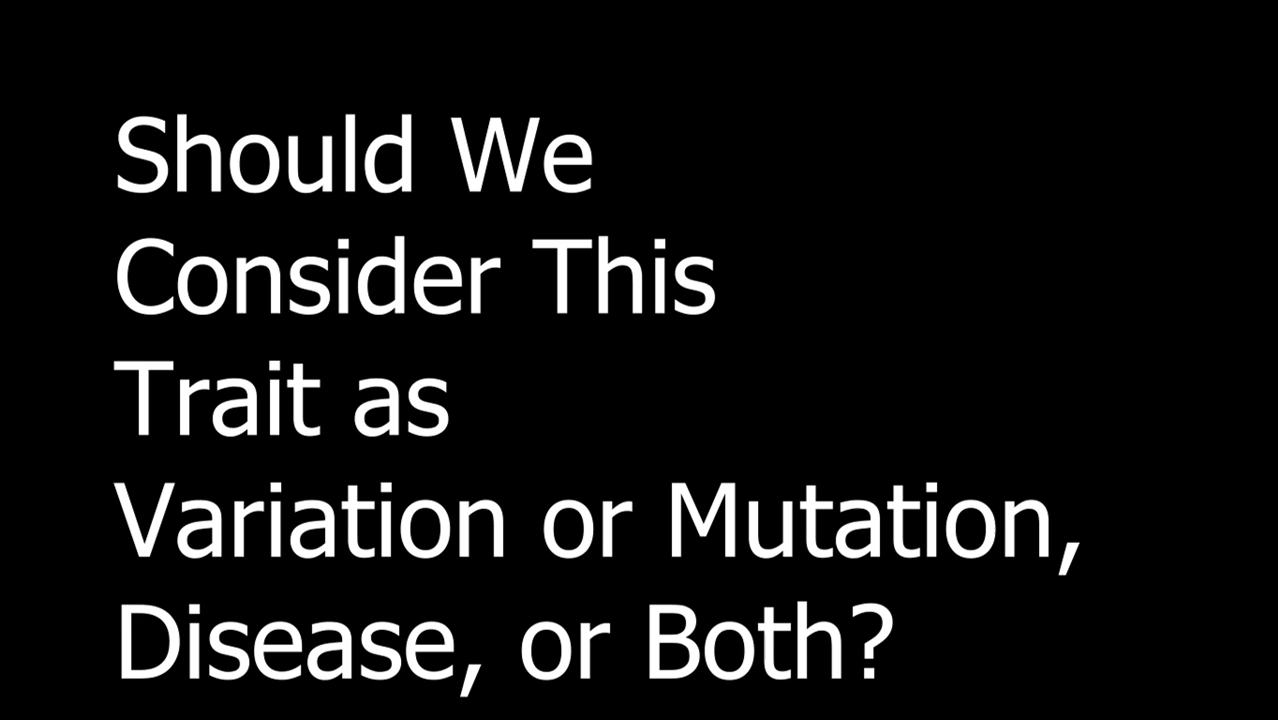 Should We
Consider This
Trait as
Variation or Mutation,
Disease, or Both?